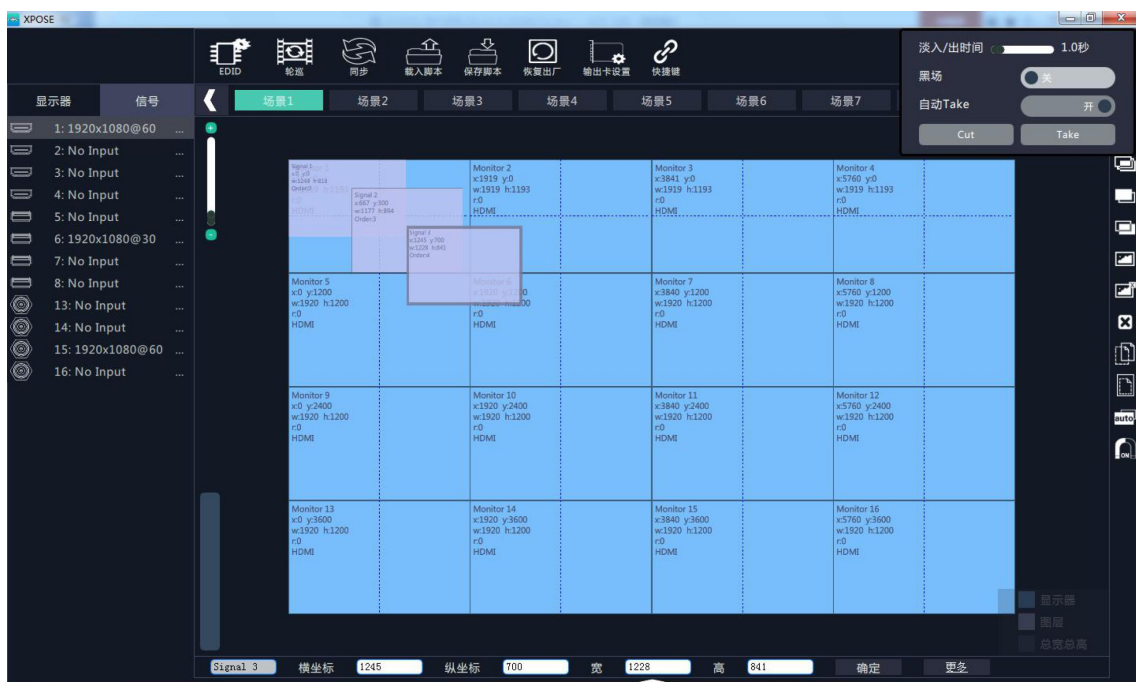 XPOSE
EDID
轮巡
同步
载入脚本
保存脚本
恢复出厂
输出卡设置
快捷键
淡入/出时间 1.0秒
黑场 关
自动Take 开
Cut Take
显示器 信号
场景1 场景2 场景3 场景4 场景5 场景6 场景7
1: 1920x1080@60 ...
2: No Input ...
3: No Input ...
4: No Input ...
5: No Input ...
6: 1920x1080@30 ...
7: No Input ...
8: No Input ...
13: No Input ...
14: No Input ...
15: 1920x1080@60 ...
16: No Input ...
Signal 1
x:0 y:0
w:1248 h:818
HDMI
Signal 2
x:667 y:300
w:1177 h:894
Order:3
Signal 3
x:1245 y:700
w:1228 h:841
Order:4
Monitor 2
x:1919 y:0
w:1919 h:1193
r:0
HDMI
Monitor 3
x:3841 y:0
w:1919 h:1193
r:0
HDMI
Monitor 4
x:5760 y:0
w:1919 h:1193
r:0
HDMI
Monitor 5
x:0 y:1200
w:1920 h:1200
r:0
HDMI
r:0
HDMI
Monitor 7
x:3840 y:1200
w:1920 h:1200
r:0
HDMI
Monitor 8
x:5760 y:1200
w:1920 h:1200
r:0
HDMI
Monitor 9
x:0 y:2400
w:1920 h:1200
r:0
HDMI
Monitor 10
x:1920 y:2400
w:1920 h:1200
r:0
HDMI
Monitor 11
x:3840 y:2400
w:1920 h:1200
r:0
HDMI
Monitor 12
x:5760 y:2400
w:1920 h:1200
r:0
HDMI
Monitor 13
x:0 y:3600
w:1920 h:1200
r:0
HDMI
Monitor 14
x:1920 y:3600
w:1920 h:1200
r:0
HDMI
Monitor 15
x:3840 y:3600
w:1920 h:1200
r:0
HDMI
Monitor 16
x:5760 y:3600
w:1920 h:1200
r:0
HDMI
auto
ON
显示器
图层
总宽总高
Signal 3 横坐标 1245 纵坐标 700 宽 1228 高 841 确定 更多